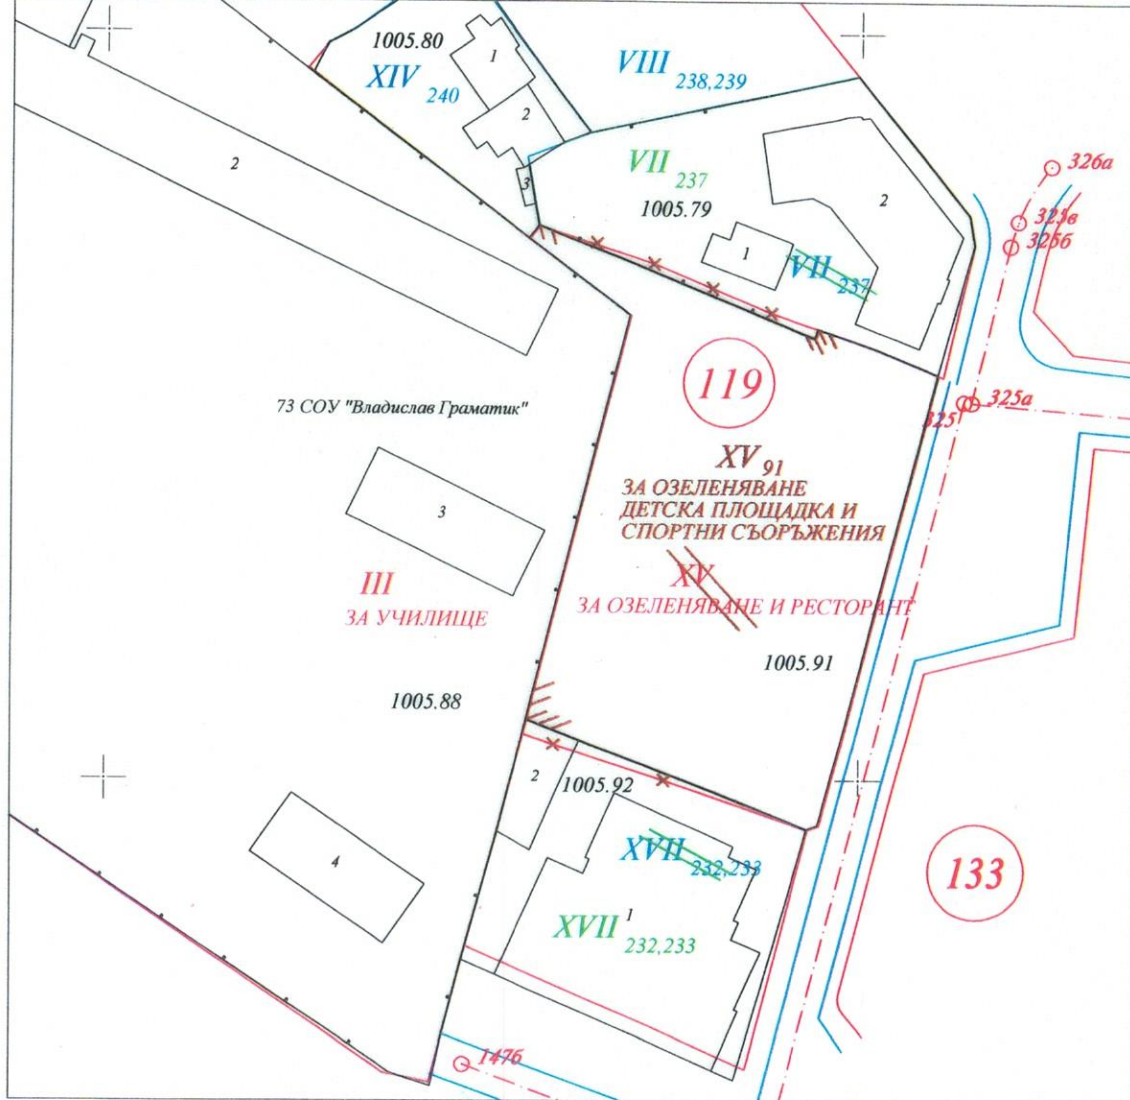 1005.80
1
VIII 238,239
XIV 240
2
2
VII 237
3
1005.79
2
326а
325в
325б
1
VII 237
119
325а
325
73 СОУ "Владислав Граматик"
XV 91
ЗА ОЗЕЛЕНЯВАНЕ
ДЕТСКА ПЛОЩАДКА И
СПОРТНИ СЪОРЪЖЕНИЯ
3
XV
ЗА ОЗЕЛЕНЯВАНЕ И РЕСТОРАНТ
III
ЗА УЧИЛИЩЕ
1005.91
1005.88
2
1005.92
XVII 232,233
4
133
1
XVII 232,233
147б